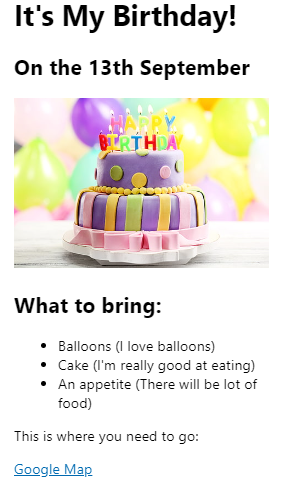 It's My Birthday!
On the 13th September
HAPPY
BIRTHDAY
What to bring:
Balloons (I love balloons)
Cake (I'm really good at eating)
An appetite (There will be lot of
food)
This is where you need to go:
Google Map